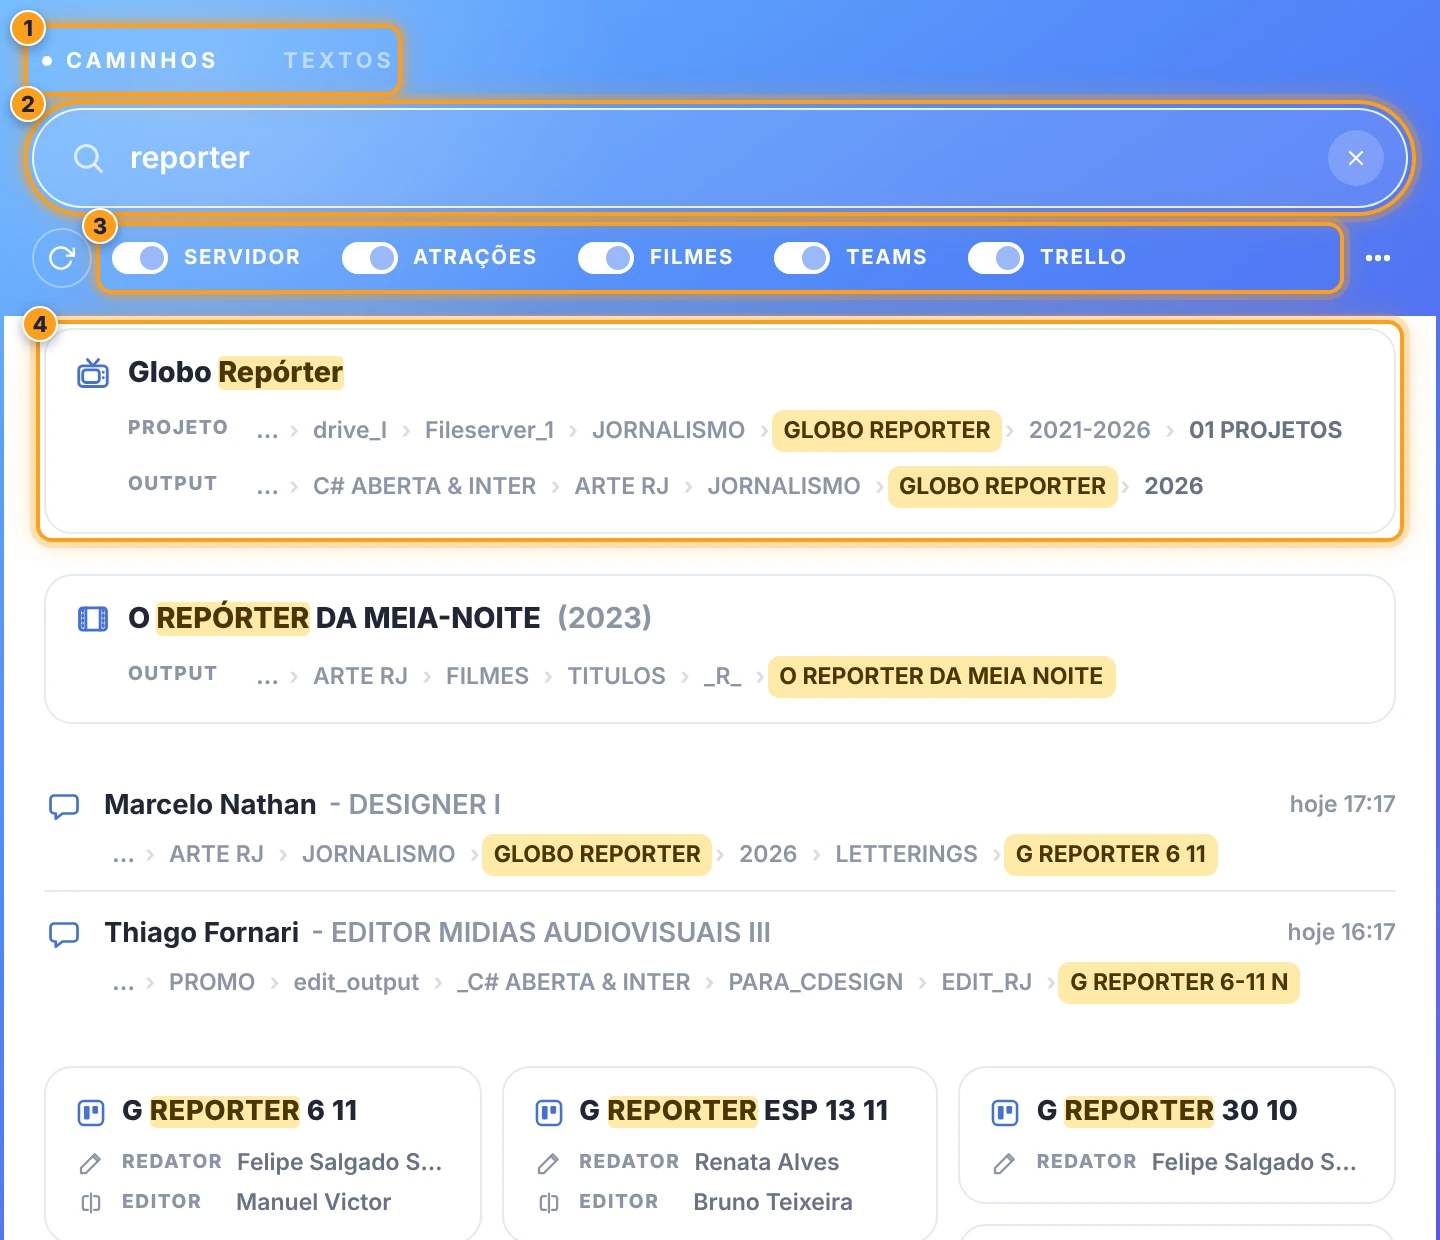 1
• CAMINHOS TEXTOS
2
reporter
3
SERVIDOR ATRAÇÕES FILMES TEAMS TRELLO
4
Globo Repórter
PROJETO ... › drive_I › Fileserver_1 › JORNALISMO › GLOBO REPORTER › 2021-2026 › 01 PROJETOS
OUTPUT ... › C# ABERTA & INTER › ARTE RJ › JORNALISMO › GLOBO REPORTER › 2026
O REPÓRTER DA MEIA-NOITE (2023)
OUTPUT ... › ARTE RJ › FILMES › TITULOS › _R_ › O REPORTER DA MEIA NOITE
Marcelo Nathan - DESIGNER I hoje 17:17
... › ARTE RJ › JORNALISMO › GLOBO REPORTER › 2026 › LETTERINGS › G REPORTER 6 11
Thiago Fornari - EDITOR MIDIAS AUDIOVISUAIS III hoje 16:17
... › PROMO › edit_output › _C# ABERTA & INTER › PARA_CDESIGN › EDIT_RJ › G REPORTER 6-11 N
G REPORTER 6 11
REDATOR Felipe Salgado S...
EDITOR Manuel Victor
G REPORTER ESP 13 11
REDATOR Renata Alves
EDITOR Bruno Teixeira
G REPORTER 30 10
REDATOR Felipe Salgado S...